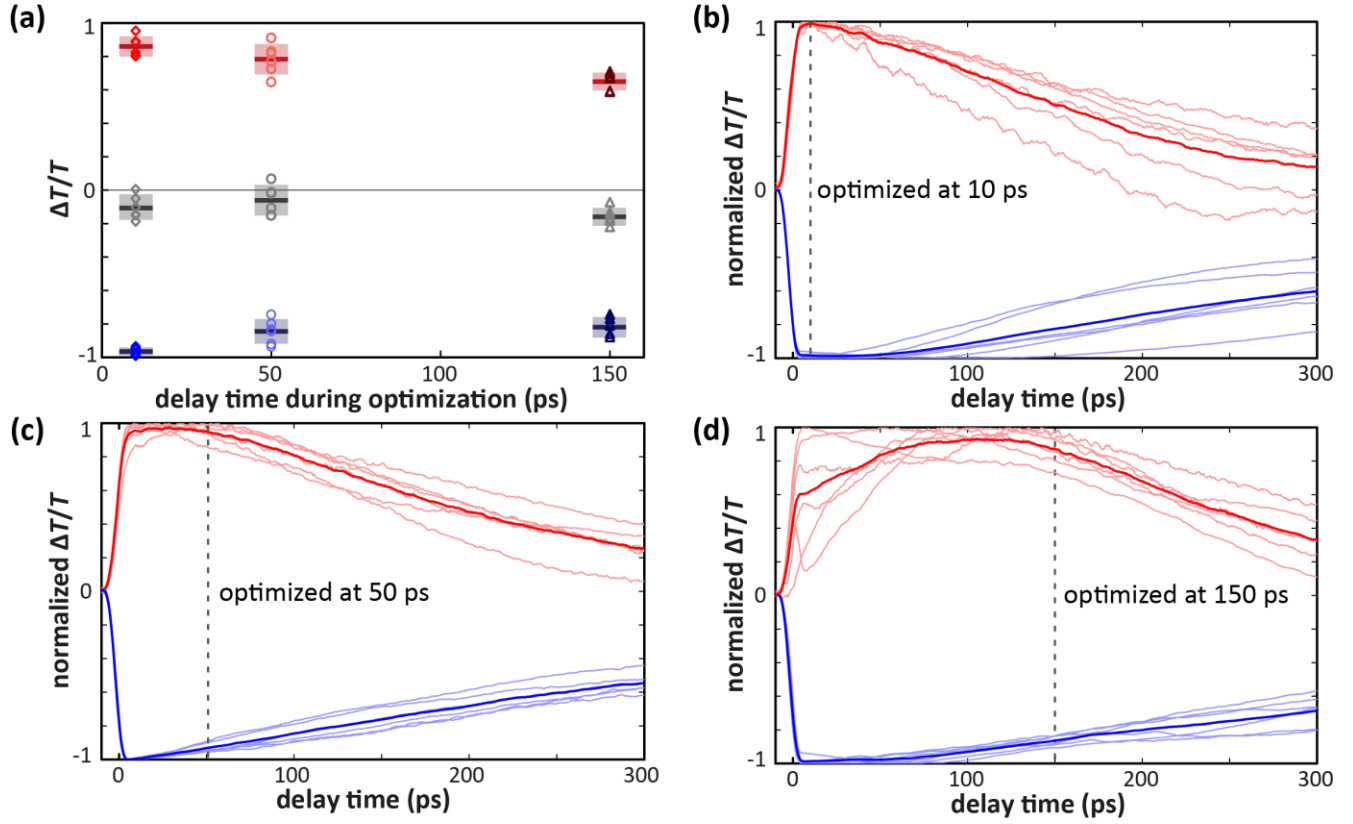 (a)
1
0
-1
ΔT/T
0
50
100
150
delay time during optimization (ps)
(b)
1
0
-1
normalized ΔT/T
optimized at 10 ps
0
100
200
300
delay time (ps)
(c)
1
0
-1
normalized ΔT/T
optimized at 50 ps
0
100
200
300
delay time (ps)
(d)
1
0
-1
normalized ΔT/T
optimized at 150 ps
0
100
200
300
delay time (ps)